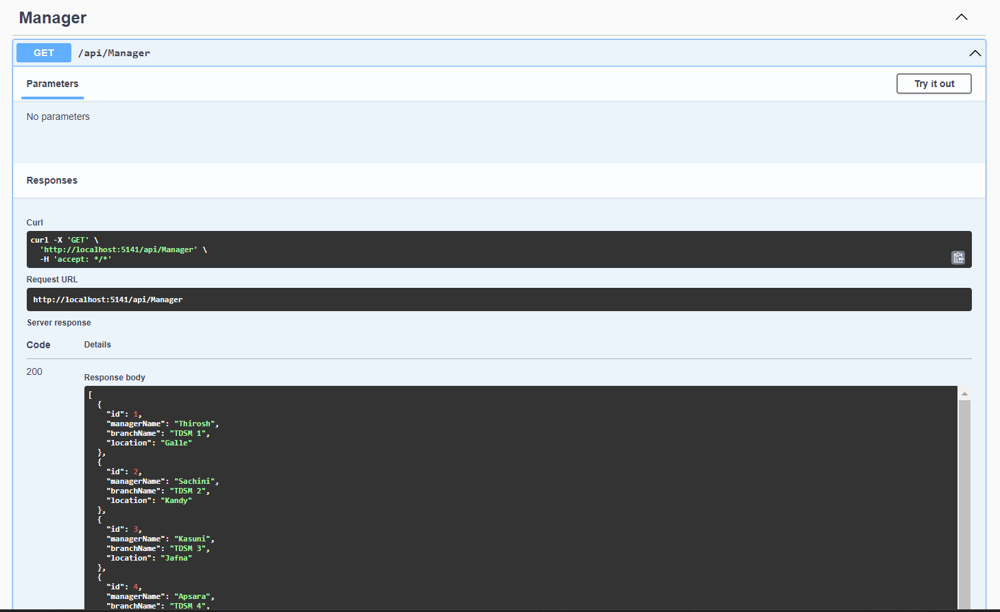 Manager
GET /api/Manager
Parameters Try it out
No parameters
Responses
Curl
curl -X 'GET' \
  'http://localhost:5141/api/Manager' \
  -H 'accept: */*'
Request URL
http://localhost:5141/api/Manager
Server response
Code Details
200
Response body
[
  {
    "id": 1,
    "managerName": "Thirosh",
    "branchName": "TDSM 1",
    "location": "Galle"
  },
  {
    "id": 2,
    "managerName": "Sachini",
    "branchName": "TDSM 2",
    "location": "Kandy"
  },
  {
    "id": 3,
    "managerName": "Kasuni",
    "branchName": "TDSM 3",
    "location": "Jafna"
  },
  {
    "id": 4,
    "managerName": "Apsara",
    "branchName": "TDSM 4",